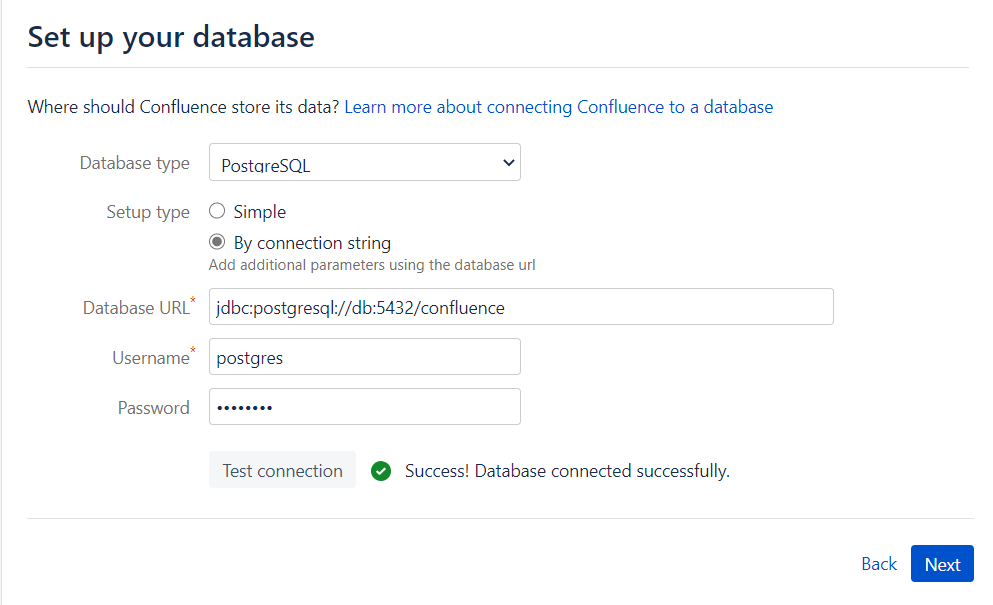 Set up your database
Where should Confluence store its data? Learn more about connecting Confluence to a database
Database type PostgreSQL
Setup type Simple
By connection string
Add additional parameters using the database url
Database URL* jdbc:postgresql://db:5432/confluence
Username* postgres
Password ••••••••
Test connection Success! Database connected successfully.
Back Next